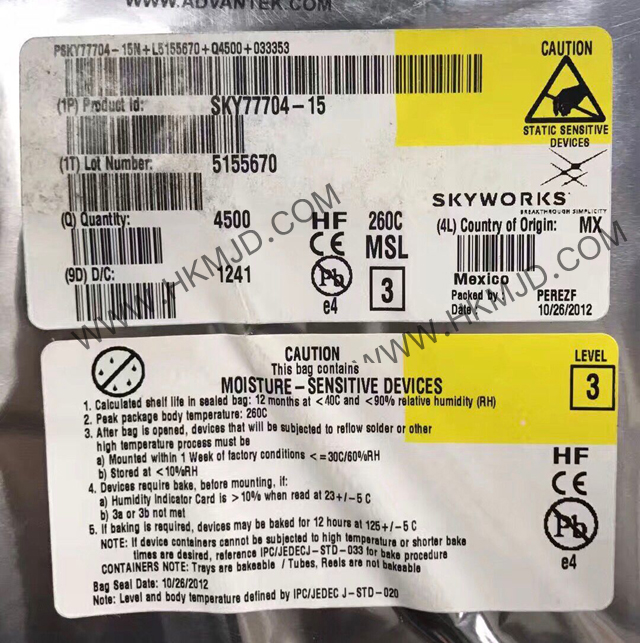 WWW.ADVANTEK.COM
PSKY77704-15N+L5155670+Q4500+033353
CAUTION
(1P) Product Id: SKY77704-15
STATIC SENSITIVE
DEVICES
(1T) Lot Number: 5155670
SKYWORKS
BREAKTHROUGH SIMPLICITY
(Q) Quantity: 4500 HF 260C (4L) Country of Origin: MX
CE MSL
(9D) D/C: 1241 Pb 3 Mexico
e4 Packed by PEREZF
Date 10/26/2012
WWW.HKMJD.COM
WWW.HKMJD.COM
CAUTION
This bag contains
MOISTURE-SENSITIVE DEVICES
LEVEL
3
1. Calculated shelf life in sealed bag: 12 months at <40C and <90% relative humidity (RH)
2. Peak package body temperature: 260C
3. After bag is opened, devices that will be subjected to reflow solder or other
high temperature process must be
a) Mounted within 1 Week of factory conditions <=30C/60%RH
b) Stored at <10%RH
4. Devices require bake, before mounting, if:
a) Humidity Indicator Card is >10% when read at 23+/-5 C
b) 3a or 3b not met
5. If baking is required, devices may be baked for 12 hours at 125+/-5 C
NOTE: If device containers cannot be subjected to high temperature or shorter bake
times are desired, reference IPC/JEDECJ-STD-033 for bake procedure
CONTAINERS NOTE: Trays are bakeable / Tubes, Reels are not bakeable
Bag Seal Date: 10/26/2012
Note: Level and body temperature defined by IPC/JEDEC J-STD-020
HF
CE
Pb
e4